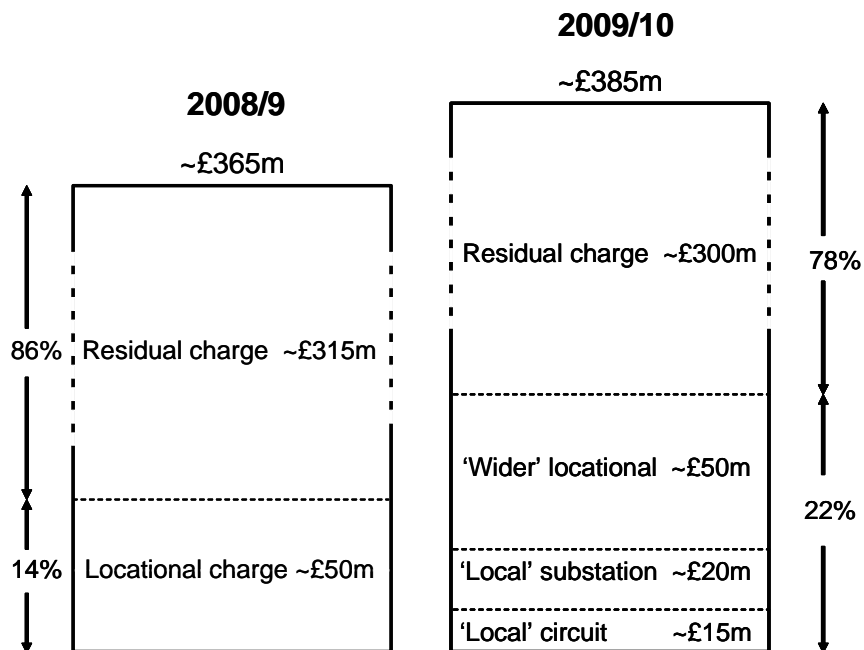 2008/9
~£365m
86%
Residual charge ~£315m
14%
Locational charge ~£50m
2009/10
~£385m
Residual charge ~£300m
78%
‘Wider’ locational ~£50m
22%
‘Local’ substation ~£20m
‘Local’ circuit ~£15m